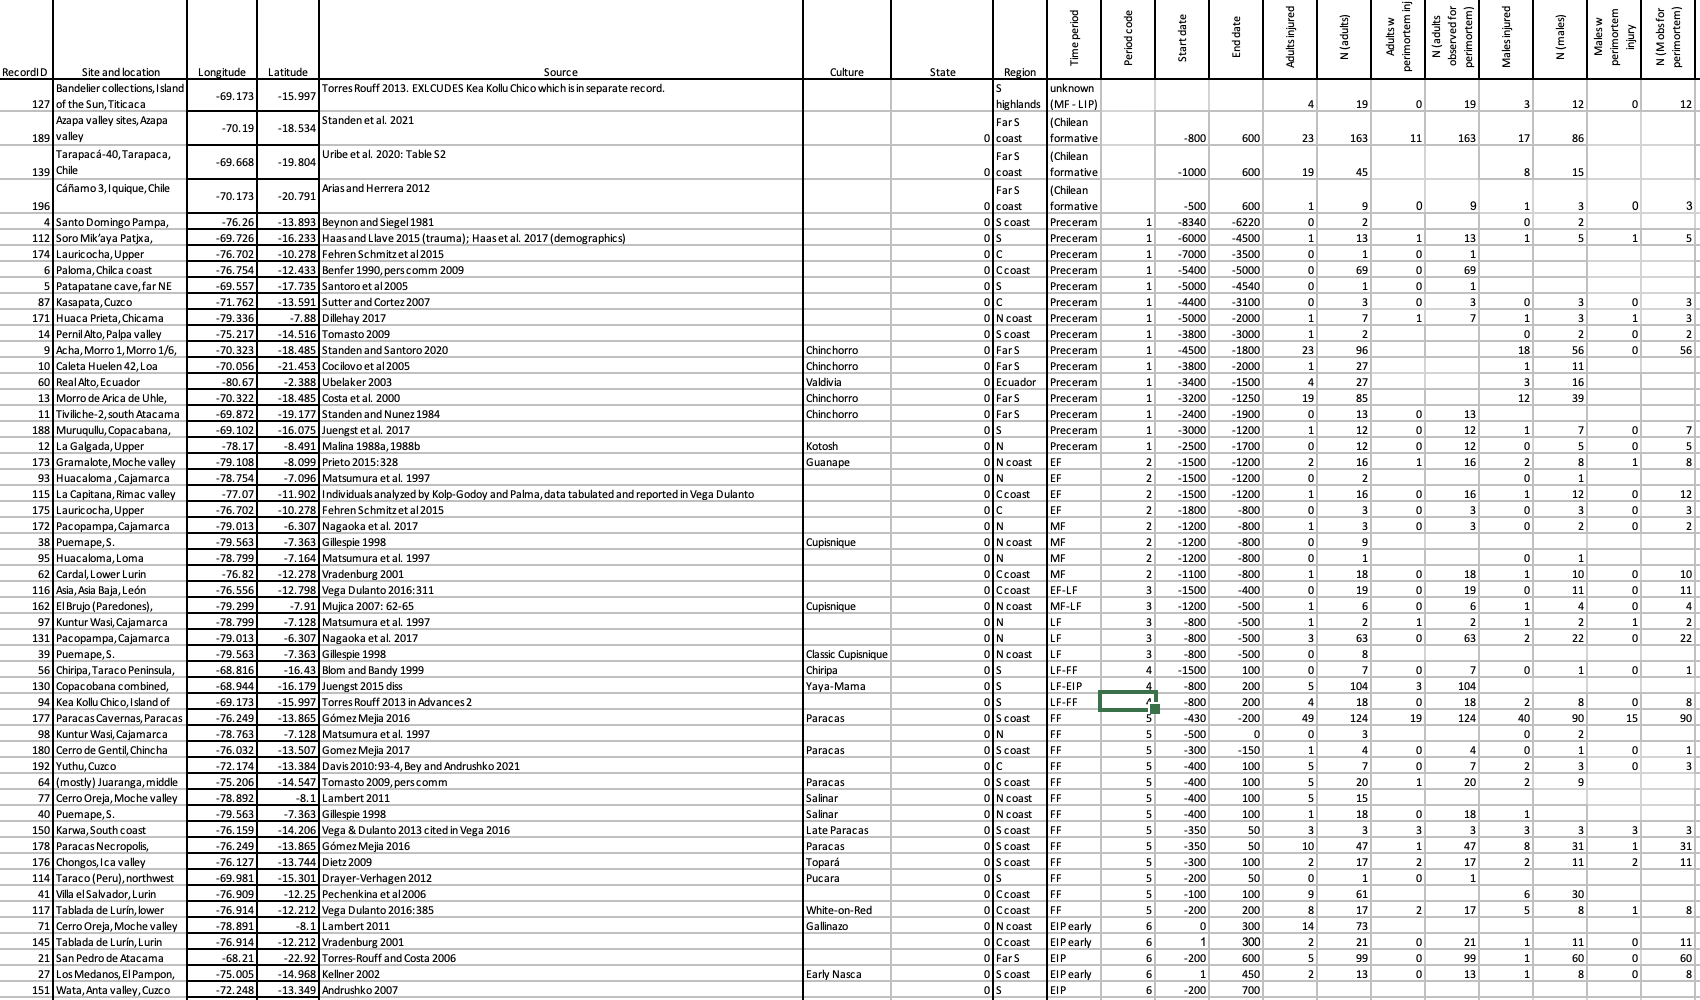 RecordID Site and location Longitude Latitude Source Culture State Region Time period Period code Start date End date Adults injured N (adults) Adults w perimortem inj N (adults observed for perimortem) Males injured N (males) Males w perimortem injury N (M obs for perimortem)
127 Bandelier collections, Island of the Sun, Titicaca -69.173 -15.997 Torres Rouff 2013. EXLCUDES Kea Kollu Chico which is in separate record. S highlands unknown (MF - LIP) 4 19 0 19 3 12 0 12
189 Azapa valley sites, Azapa valley -70.19 -18.534 Standen et al. 2021 0 Far S coast (Chilean formative -800 600 23 163 11 163 17 86
139 Tarapacá-40, Tarapaca, Chile -69.668 -19.804 Uribe et al. 2020: Table S2 0 Far S coast (Chilean formative -1000 600 19 45 8 15
196 Cáñamo 3, Iquique, Chile -70.173 -20.791 Arias and Herrera 2012 0 Far S coast (Chilean formative -500 600 1 9 0 9 1 3 0 3
4 Santo Domingo Pampa, -76.26 -13.893 Beynon and Siegel 1981 0 S coast Preceram 1 -8340 -6220 0 2 0 2
112 Soro Mik'aya Patjxa, -69.726 -16.233 Haas and Llave 2015 (trauma); Haas et al. 2017 (demographics) 0 S Preceram 1 -6000 -4500 1 13 1 13 1 5 1 5
174 Lauricocha, Upper -76.702 -10.278 Fehren Schmitz et al 2015 0 C Preceram 1 -7000 -3500 0 1 0 1
6 Paloma, Chilca coast -76.754 -12.433 Benfer 1990, pers comm 2009 0 C coast Preceram 1 -5400 -5000 0 69 0 69
5 Patapatane cave, far NE -69.557 -17.735 Santoro et al 2005 0 S Preceram 1 -5000 -4540 0 1 0 1
87 Kasapata, Cuzco -71.762 -13.591 Sutter and Cortez 2007 0 C Preceram 1 -4400 -3100 0 3 0 3 0 3 0 3
171 Huaca Prieta, Chicama -79.336 -7.88 Dillehay 2017 0 N coast Preceram 1 -5000 -2000 1 7 1 7 1 3 1 3
14 Pernil Alto, Palpa valley -75.217 -14.516 Tomasto 2009 0 S coast Preceram 1 -3800 -3000 1 2 0 2 0 2
9 Acha, Morro 1, Morro 1/6, -70.323 -18.485 Standen and Santoro 2020 Chinchorro 0 Far S Preceram 1 -4500 -1800 23 96 18 56 0 56
10 Caleta Huelen 42, Loa -70.056 -21.453 Cocilovo et al 2005 Chinchorro 0 Far S Preceram 1 -3800 -2000 1 27 1 11
60 Real Alto, Ecuador -80.67 -2.388 Ubelaker 2003 Valdivia 0 Ecuador Preceram 1 -3400 -1500 4 27 3 16
13 Morro de Arica de Uhle, -70.322 -18.485 Costa et al. 2000 Chinchorro 0 Far S Preceram 1 -3200 -1250 19 85 12 39
11 Tiviliche-2, south Atacama -69.872 -19.177 Standen and Nunez 1984 Chinchorro 0 Far S Preceram 1 -2400 -1900 0 13 0 13
188 Muruqullu, Copacabana, -69.102 -16.075 Juengst et al. 2017 0 S Preceram 1 -3000 -1200 1 12 0 12 1 7 0 7
12 La Galgada, Upper -78.17 -8.491 Malina 1988a, 1988b Kotosh 0 N Preceram 1 -2500 -1700 0 12 0 12 0 5 0 5
173 Gramalote, Moche valley -79.108 -8.099 Prieto 2015:328 Guanape 0 N coast EF 2 -1500 -1200 2 16 1 16 2 8 1 8
93 Huacaloma , Cajamarca -78.754 -7.096 Matsumura et al. 1997 0 N EF 2 -1500 -1200 0 2 0 1
115 La Capitana, Rimac valley -77.07 -11.902 Individuals analyzed by Kolp-Godoy and Palma, data tabulated and reported in Vega Dulanto 0 C coast EF 2 -1500 -1200 1 16 0 16 1 12 0 12
175 Lauricocha, Upper -76.702 -10.278 Fehren Schmitz et al 2015 0 C EF 2 -1800 -800 0 3 0 3 0 3 0 3
172 Pacopampa, Cajamarca -79.013 -6.307 Nagaoka et al. 2017 0 N MF 2 -1200 -800 1 3 0 3 0 2 0 2
38 Puemape, S. -79.563 -7.363 Gillespie 1998 Cupisnique 0 N coast MF 2 -1200 -800 0 9
95 Huacaloma, Loma -78.799 -7.164 Matsumura et al. 1997 0 N MF 2 -1200 -800 0 1 0 1
62 Cardal, Lower Lurin -76.82 -12.278 Vradenburg 2001 0 C coast MF 2 -1100 -800 1 18 0 18 1 10 0 10
116 Asia, Asia Baja, León -76.556 -12.798 Vega Dulanto 2016:311 0 C coast EF-LF 3 -1500 -400 0 19 0 19 0 11 0 11
162 El Brujo (Paredones), -79.299 -7.91 Mujica 2007: 62-65 Cupisnique 0 N coast MF-LF 3 -1200 -500 1 6 0 6 1 4 0 4
97 Kuntur Wasi, Cajamarca -78.799 -7.128 Matsumura et al. 1997 0 N LF 3 -800 -500 1 2 1 2 1 2 1 2
131 Pacopampa, Cajamarca -79.013 -6.307 Nagaoka et al. 2017 0 N LF 3 -800 -500 3 63 0 63 2 22 0 22
39 Puemape, S. -79.563 -7.363 Gillespie 1998 Classic Cupisnique 0 N coast LF 3 -800 -500 0 8
56 Chiripa, Taraco Peninsula, -68.816 -16.43 Blom and Bandy 1999 Chiripa 0 S LF-FF 4 -1500 100 0 7 0 7 0 1 0 1
130 Copacobana combined, -68.944 -16.179 Juengst 2015 diss Yaya-Mama 0 S LF-EIP 4 -800 200 5 104 3 104
94 Kea Kollu Chico, Island of -69.173 -15.997 Torres Rouff 2013 in Advances 2 0 S LF-FF 4 -800 200 4 18 0 18 2 8 0 8
177 Paracas Cavernas, Paracas -76.249 -13.865 Gómez Mejia 2016 Paracas 0 S coast FF 5 -430 -200 49 124 19 124 40 90 15 90
98 Kuntur Wasi, Cajamarca -78.763 -7.128 Matsumura et al. 1997 0 N FF 5 -500 0 0 3 0 2
180 Cerro de Gentil, Chincha -76.032 -13.507 Gomez Mejia 2017 Paracas 0 S coast FF 5 -300 -150 1 4 0 4 0 1 0 1
192 Yuthu, Cuzco -72.174 -13.384 Davis 2010: 93-4, Bey and Andrushko 2021 0 C FF 5 -400 100 5 7 0 7 2 3 0 3
64 (mostly) Juaranga, middle -75.206 -14.547 Tomasto 2009, pers comm Paracas 0 S coast FF 5 -400 100 5 20 1 20 2 9
77 Cerro Oreja, Moche valley -78.892 -8.1 Lambert 2011 Salinar 0 N coast FF 5 -400 100 5 15
40 Puemape, S. -79.563 -7.363 Gillespie 1998 Salinar 0 N coast FF 5 -400 100 1 18 0 18 1
150 Karwa, South coast -76.159 -14.206 Vega & Dulanto 2013 cited in Vega 2016 Late Paracas 0 S coast FF 5 -350 50 3 3 3 3 3 3 3 3
178 Paracas Necropolis, -76.249 -13.865 Gómez Mejia 2016 Paracas 0 S coast FF 5 -350 50 10 47 1 47 8 31 1 31
176 Chongos, Ica valley -76.127 -13.744 Dietz 2009 Topará 0 S coast FF 5 -300 100 2 17 2 17 2 11 2 11
114 Taraco (Peru), northwest -69.981 -15.301 Drayer-Verhagen 2012 Pucara 0 S FF 5 -200 50 0 1 0 1
41 Villa el Salvador, Lurin -76.909 -12.25 Pechenkina et al 2006 0 C coast FF 5 -100 100 9 61 6 30
117 Tablada de Lurín, lower -76.914 -12.212 Vega Dulanto 2016:385 White-on-Red 0 C coast FF 5 -200 200 8 17 2 17 5 8 1 8
71 Cerro Oreja, Moche valley -78.891 -8.1 Lambert 2011 Gallinazo 0 N coast EIP early 6 0 300 14 73
145 Tablada de Lurín, Lurin -76.914 -12.212 Vradenburg 2001 0 C coast EIP early 6 1 300 2 21 0 21 1 11 0 11
21 San Pedro de Atacama -68.21 -22.92 Torres-Rouff and Costa 2006 0 Far S EIP 6 -200 600 5 99 0 99 1 60 0 60
27 Los Medanos, El Pampon, -75.005 -14.968 Kellner 2002 Early Nasca 0 S coast EIP early 6 1 450 2 13 0 13 1 8 0 8
151 Wata, Anta valley, Cuzco -72.248 -13.349 Andrushko 2007 0 S EIP 6 -200 700